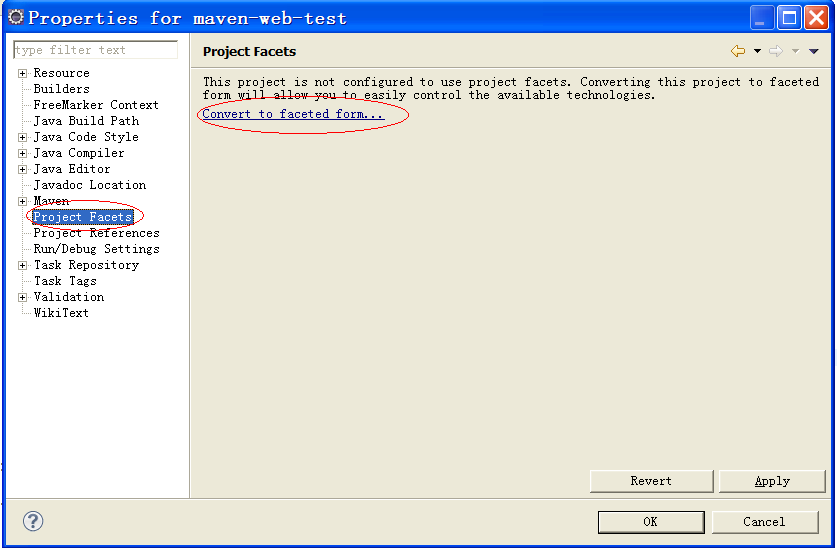 Properties for maven-web-test
type filter text
Resource
Builders
FreeMarker Context
Java Build Path
Java Code Style
Java Compiler
Java Editor
Javadoc Location
Maven
Project Facets
Project References
Run/Debug Settings
Task Repository
Task Tags
Validation
WikiText
Project Facets
This project is not configured to use project facets. Converting this project to faceted
form will allow you to easily control the available technologies.
Convert to faceted form...
Revert
Apply
OK
Cancel